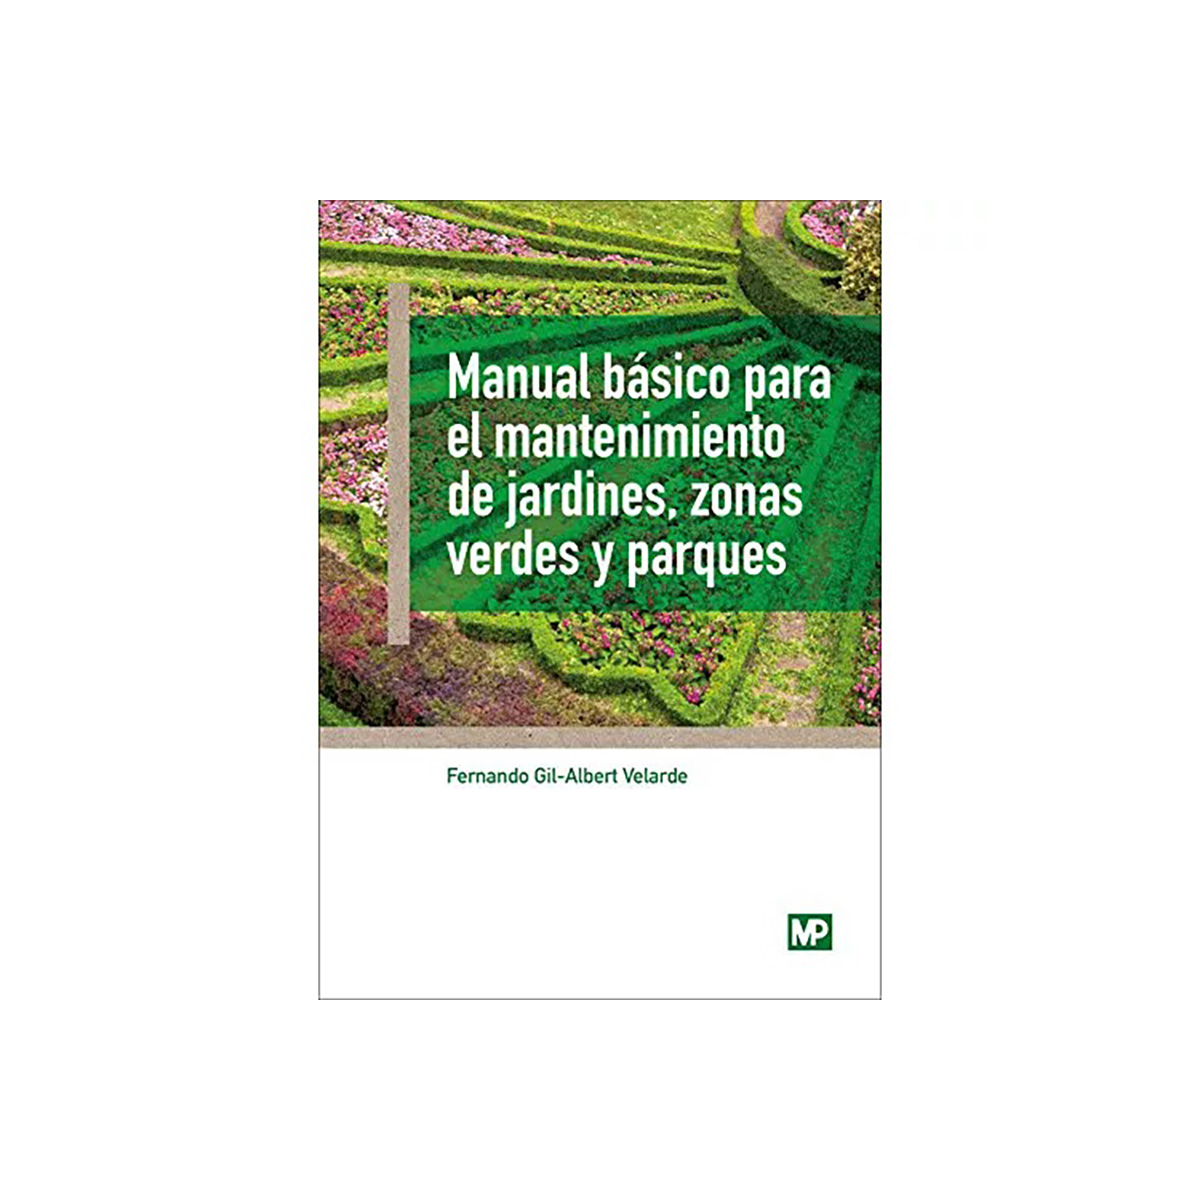 Manual básico para
el mantenimiento
de jardines, zonas
verdes y parques
Fernando Gil-Albert Velarde
MP